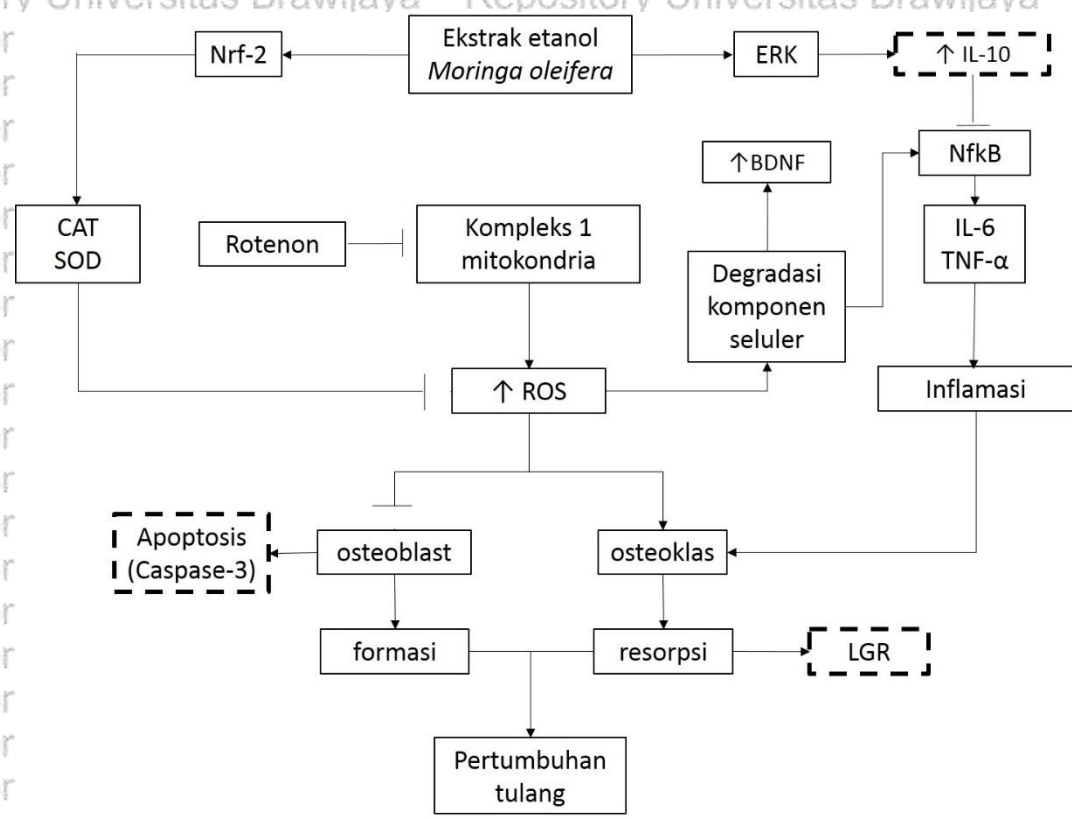 Repository Universitas Brawijaya
Ekstrak etanol
Moringa oleifera
Nrf-2
ERK
↑ IL-10
↑BDNF
NfkB
CAT
SOD
Rotenon
Kompleks 1
mitokondria
Degradasi
komponen
seluler
IL-6
TNF-α
↑ ROS
Inflamasi
Apoptosis
(Caspase-3)
osteoblast
osteoklas
formasi
resorpsi
LGR
Pertumbuhan
tulang